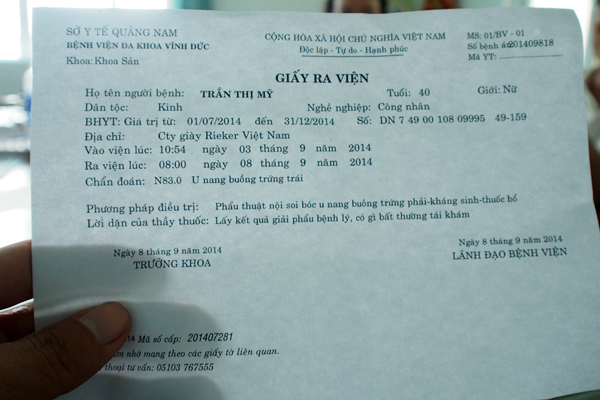 SỞ Y TẾ QUẢNG NAM
BỆNH VIỆN DA KHOA VĨNH ĐỨC
Khoa: Khoa Sản
CỘNG HÒA XÃ HỘI CHỦ NGHĨA VIỆT NAM
Độc lập - Tự do - Hạnh phúc
MS: 01/BV - 01
Số bệnh án: 201409818
Mã YT:
GIẤY RA VIỆN
Họ tên người bệnh: TRẦN THỊ MỸ Tuổi: 40 Giới: Nữ
Dân tộc: Kinh Nghề nghiệp: Công nhân
BHYT: Giá trị từ: 01/07/2014 đến 31/12/2014 Số: DN 7 49 00 108 09995 49-159
Địa chỉ: Cty giày Rieker Việt Nam
Vào viện lúc: 10:54 ngày 03 tháng 9 năm 2014
Ra viện lúc: 08:00 ngày 08 tháng 9 năm 2014
Chẩn đoán: N83.0 U nang buồng trứng trái
Phương pháp điều trị: Phẩu thuật nội soi bóc u nang buồng trứng phải-kháng sinh-thuốc bổ
Lời dặn của thầy thuốc: Lấy kết quả giải phẩu bệnh lý, có gì bất thường tái khám
Ngày 8 tháng 9 năm 2014
TRƯỞNG KHOA
Ngày 8 tháng 9 năm 2014
LÃNH ĐẠO BỆNH VIỆN
14 Mã số cấp: 201407281
nhớ mang theo các giấy tờ liên quan.
thoại tư vấn: 05103 767555